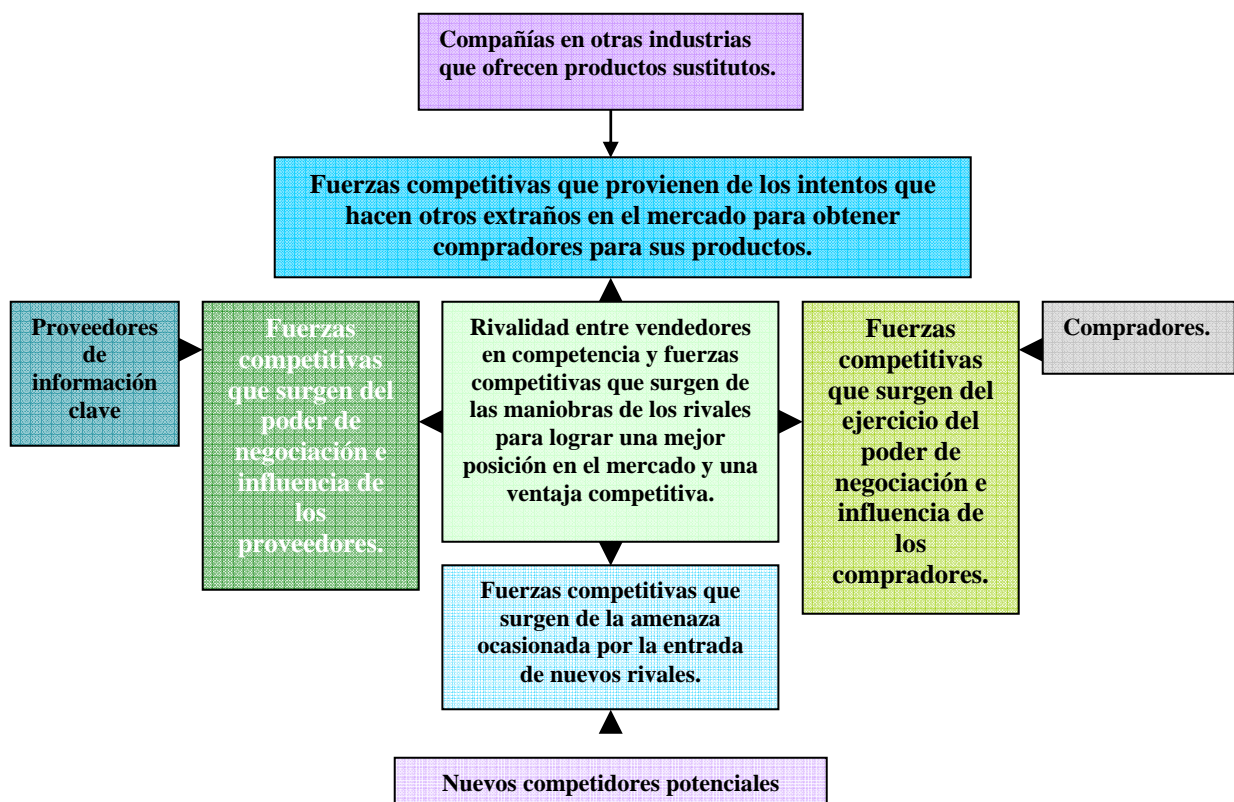 Compañías en otras industrias
que ofrecen productos sustitutos.
Fuerzas competitivas que provienen de los intentos que
hacen otros extraños en el mercado para obtener
compradores para sus productos.
Proveedores
de
información
clave
Fuerzas
competitivas
que surgen del
poder de
negociación e
influencia de
los
proveedores.
Rivalidad entre vendedores
en competencia y fuerzas
competitivas que surgen de
las maniobras de los rivales
para lograr una mejor
posición en el mercado y una
ventaja competitiva.
Fuerzas
competitivas
que surgen del
ejercicio del
poder de
negociación e
influencia de
los
compradores.
Compradores.
Fuerzas competitivas que
surgen de la amenaza
ocasionada por la entrada
de nuevos rivales.
Nuevos competidores potenciales